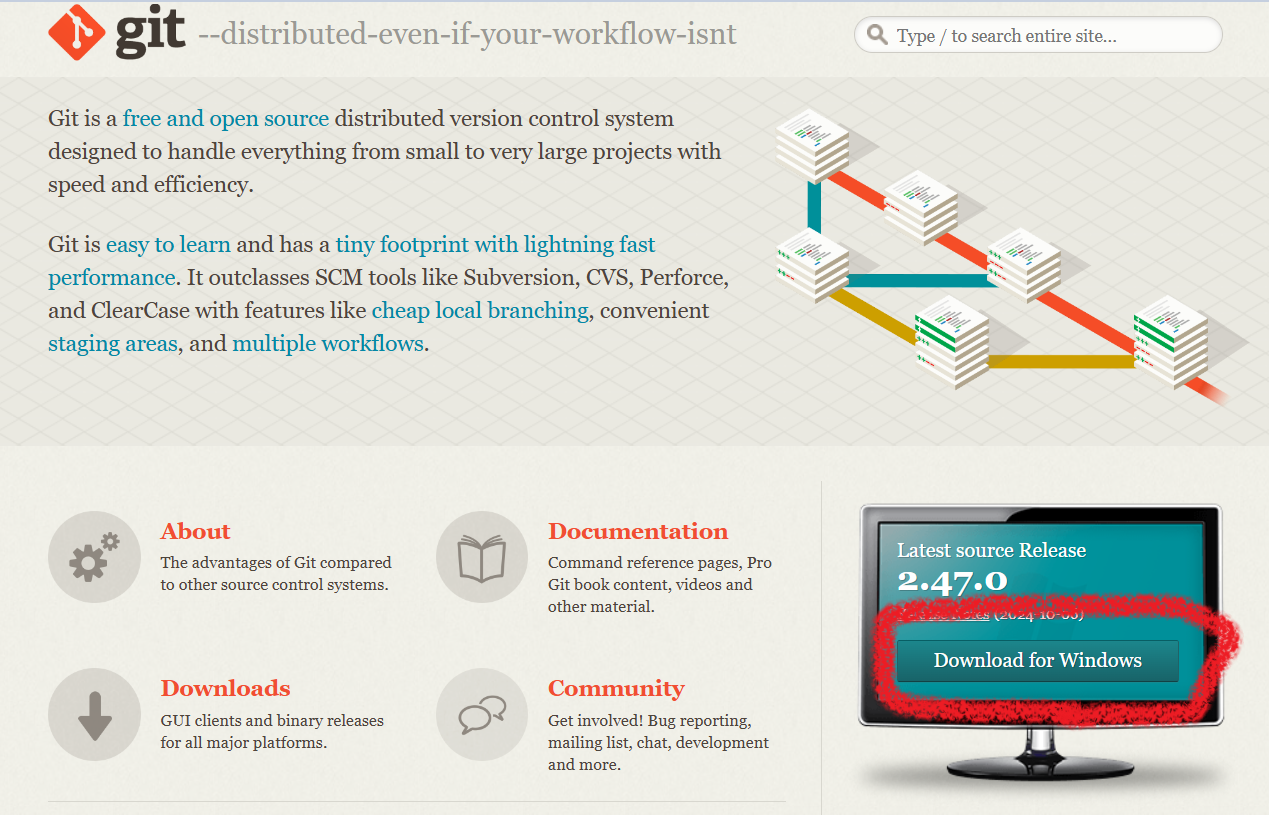 git --distributed-even-if-your-workflow-isnt
Type / to search entire site...
Git is a free and open source distributed version control system
designed to handle everything from small to very large projects with
speed and efficiency.
Git is easy to learn and has a tiny footprint with lightning fast
performance. It outclasses SCM tools like Subversion, CVS, Perforce,
and ClearCase with features like cheap local branching, convenient
staging areas, and multiple workflows.
About
The advantages of Git compared
to other source control systems.
Documentation
Command reference pages, Pro
Git book content, videos and
other material.
Downloads
GUI clients and binary releases
for all major platforms.
Community
Get involved! Bug reporting,
mailing list, chat, development
and more.
Latest source Release
2.47.0
Notes
Download for Windows